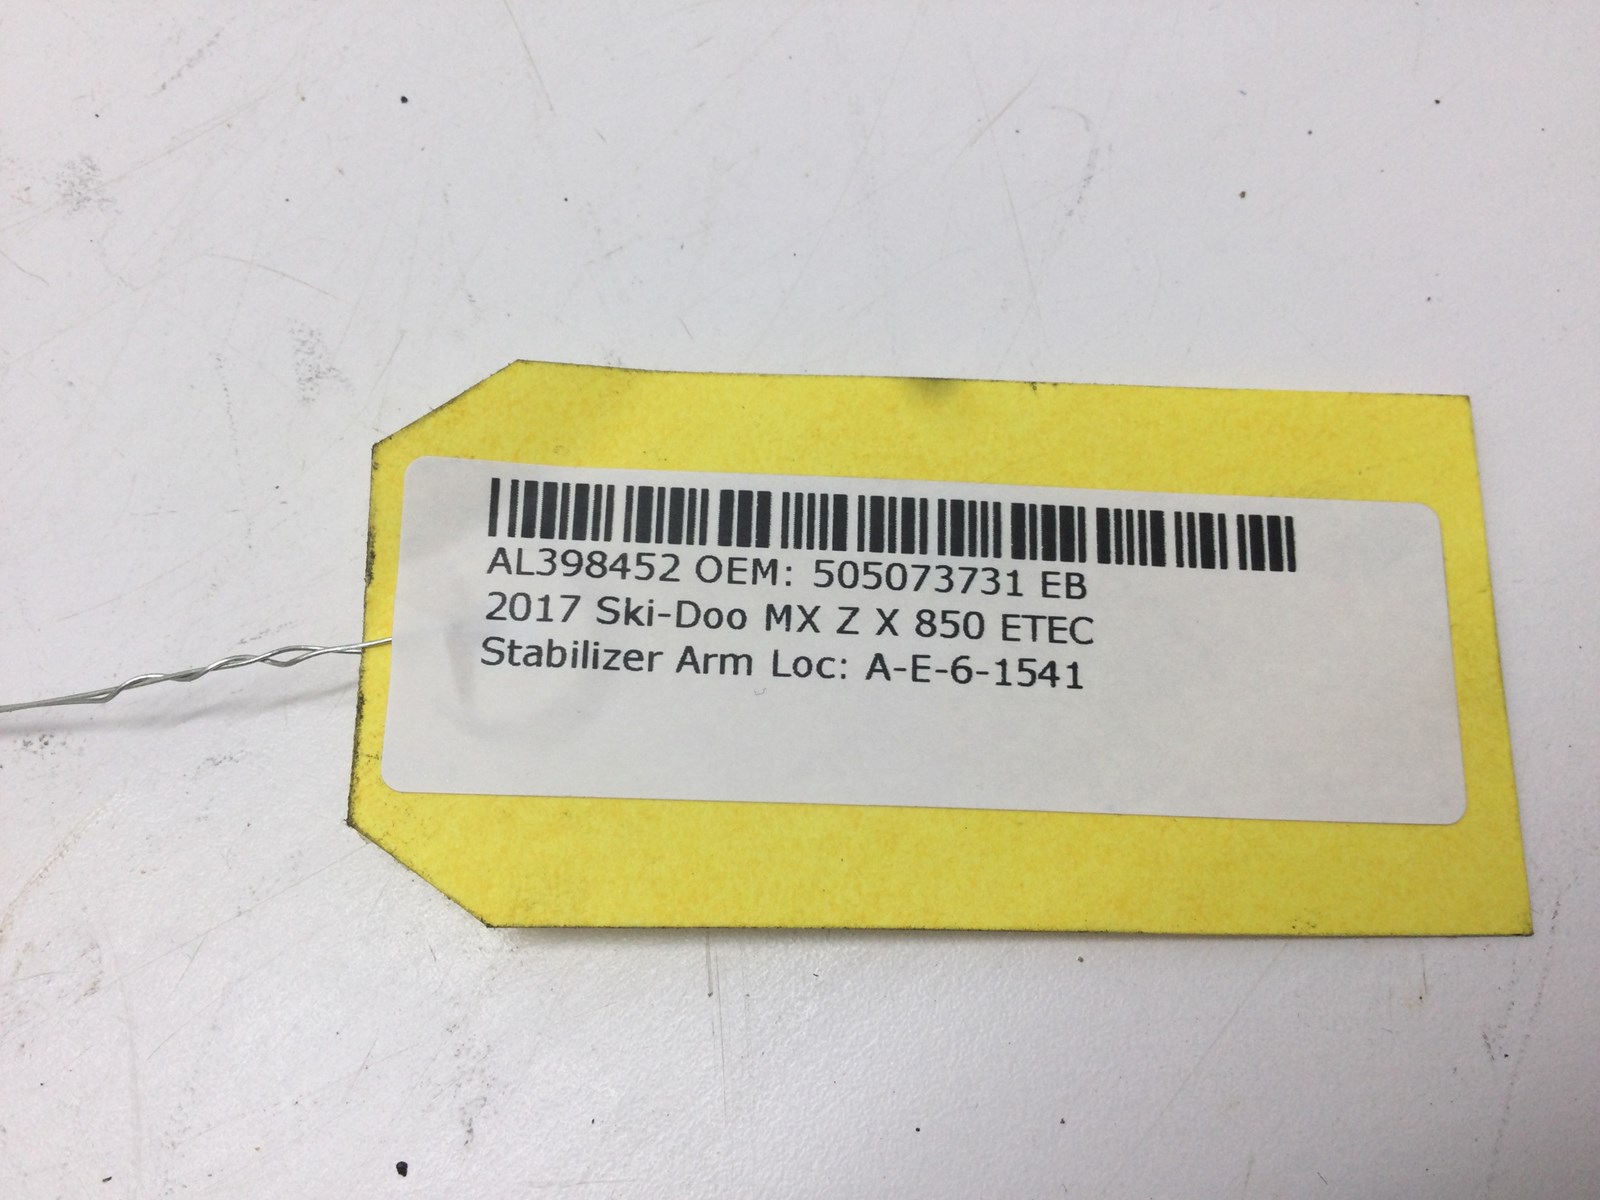 AL398452 OEM: 505073731 EB
2017 Ski-Doo MX Z X 850 ETEC
Stabilizer Arm Loc: A-E-6-1541